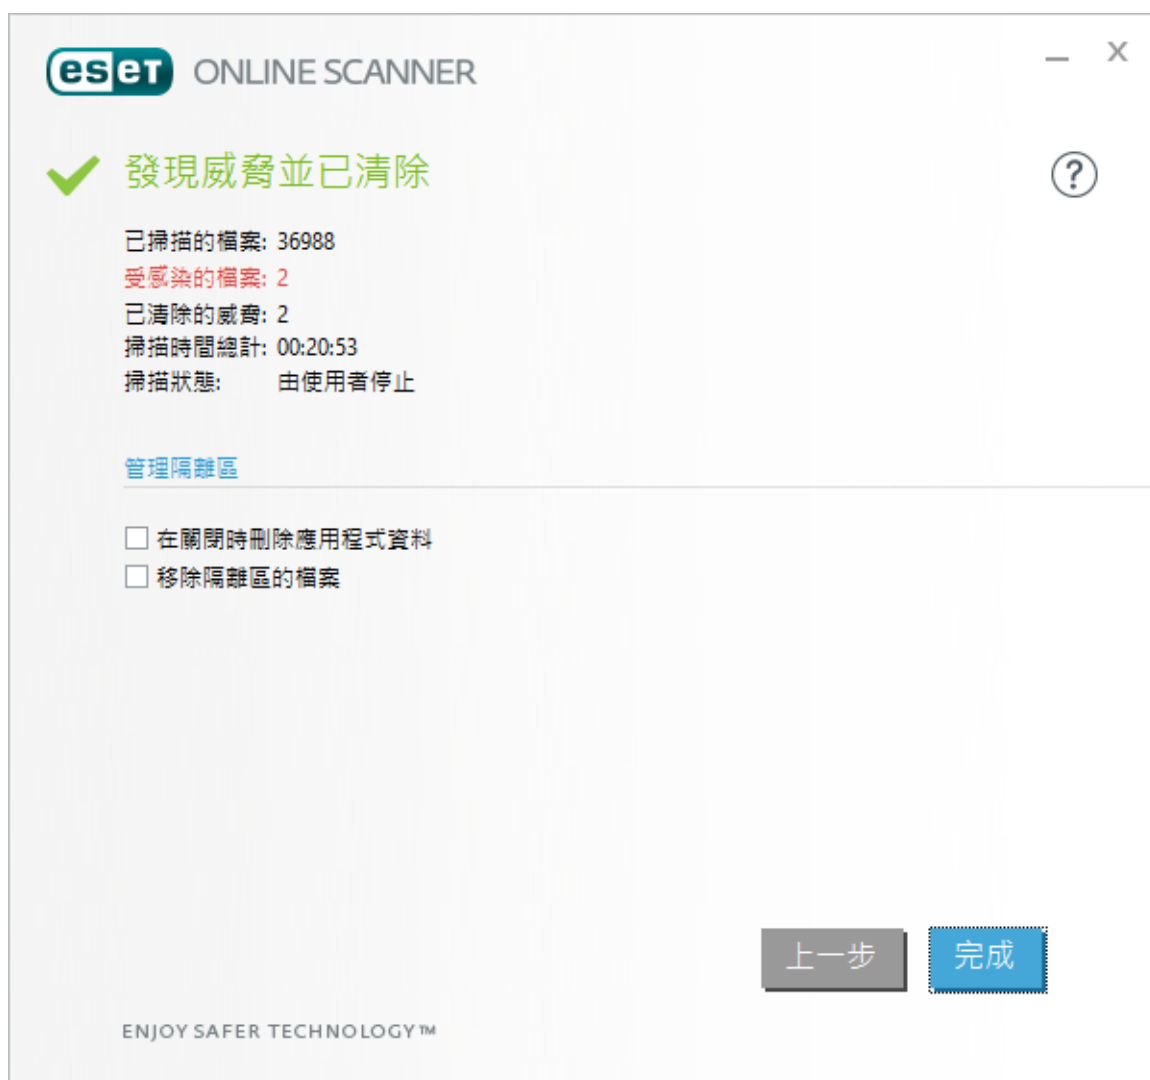 eset ONLINE SCANNER
發現威脅並已清除
已掃描的檔案: 36988
受感染的檔案: 2
已清除的威脅: 2
掃描時間總計: 00:20:53
掃描狀態: 由使用者停止
管理隔離區
在關閉時刪除應用程式資料
移除隔離區的檔案
上一步 完成
ENJOY SAFER TECHNOLOGY™